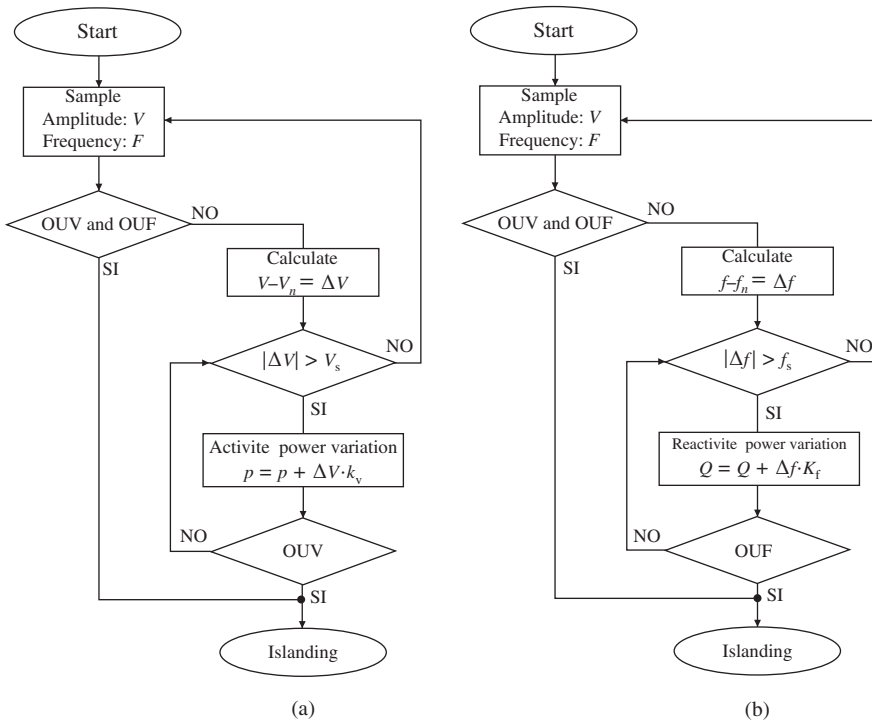 Start
Sample
Amplitude: V
Frequency: F
OUV and OUF
NO
SI
Calculate
V–Vn = ΔV
|ΔV| > Vs
NO
SI
Activite power variation
p = p + ΔV·kv
NO
OUV
SI
Islanding
(a)
Start
Sample
Amplitude: V
Frequency: F
OUV and OUF
NO
SI
Calculate
f–fn = Δf
|Δf| > fs
NO
SI
Reactivite power variation
Q = Q + Δf·Kf
NO
OUF
SI
Islanding
(b)